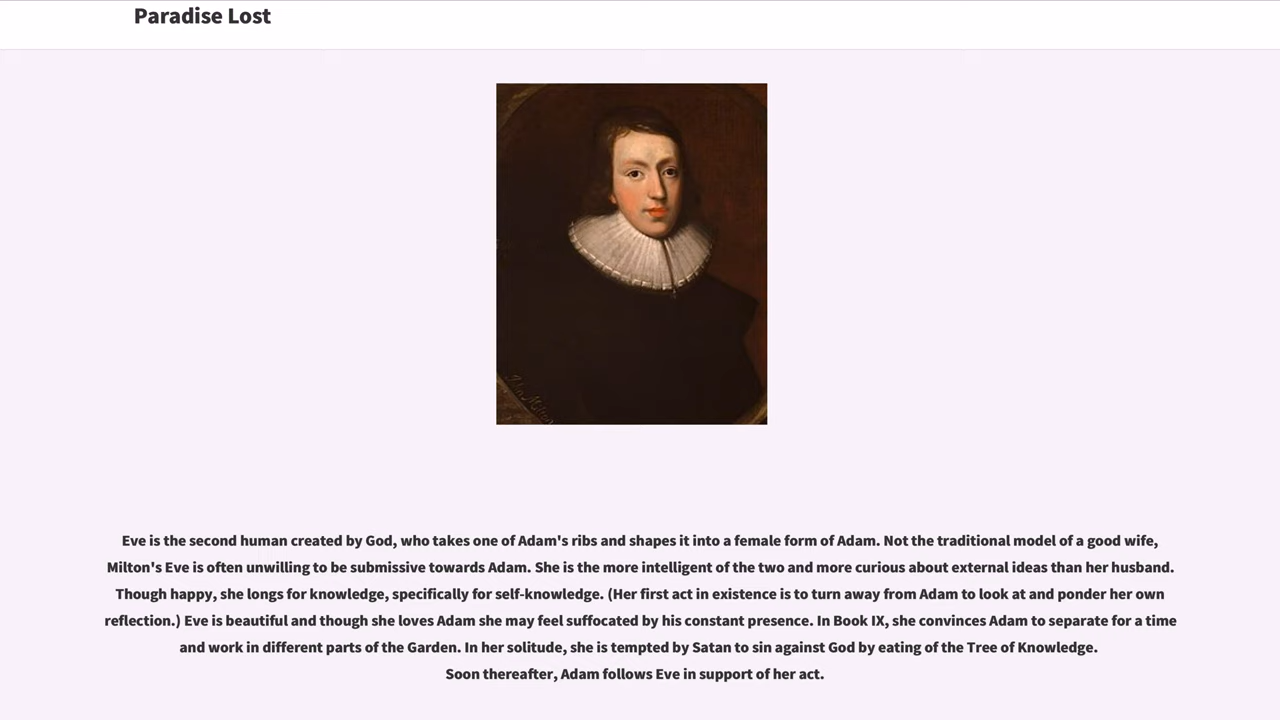 Paradise Lost
John Milton
Eve is the second human created by God, who takes one of Adam's ribs and shapes it into a female form of Adam. Not the traditional model of a good wife,
Milton's Eve is often unwilling to be submissive towards Adam. She is the more intelligent of the two and more curious about external ideas than her husband.
Though happy, she longs for knowledge, specifically for self-knowledge. (Her first act in existence is to turn away from Adam to look at and ponder her own
reflection.) Eve is beautiful and though she loves Adam she may feel suffocated by his constant presence. In Book IX, she convinces Adam to separate for a time
and work in different parts of the Garden. In her solitude, she is tempted by Satan to sin against God by eating of the Tree of Knowledge.
Soon thereafter, Adam follows Eve in support of her act.